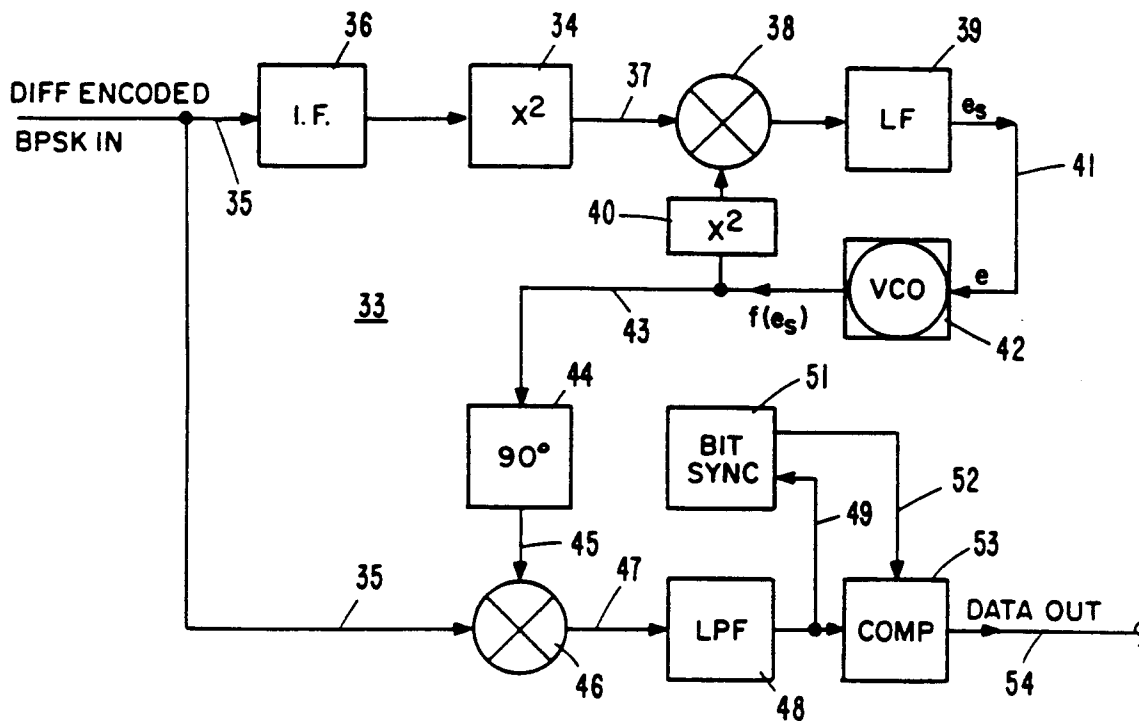 36
34
38
39
DIFF ENCODED
BPSK IN
35
I.F.
X²
37
LF
eₛ
41
40
X²
33
43
f(eₛ)
VCO
e
42
44
90°
51
BIT
SYNC
52
49
45
35
47
53
46
LPF
48
COMP
DATA OUT
54